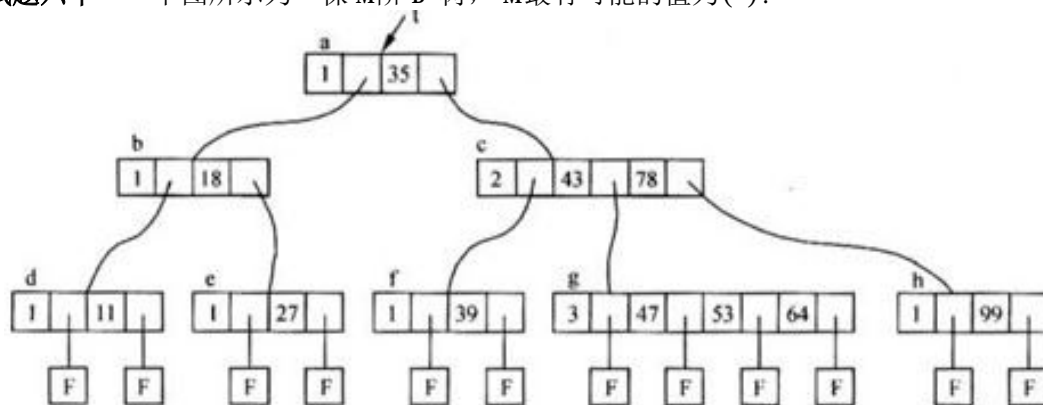 下图所示为一棵M阶B-树，M最有可能的值为( )。
t
a
1 35
b
1 18
c
2 43 78
d
1 11
e
1 27
f
1 39
g
3 47 53 64
h
1 99
F F F F F F F F F F F F